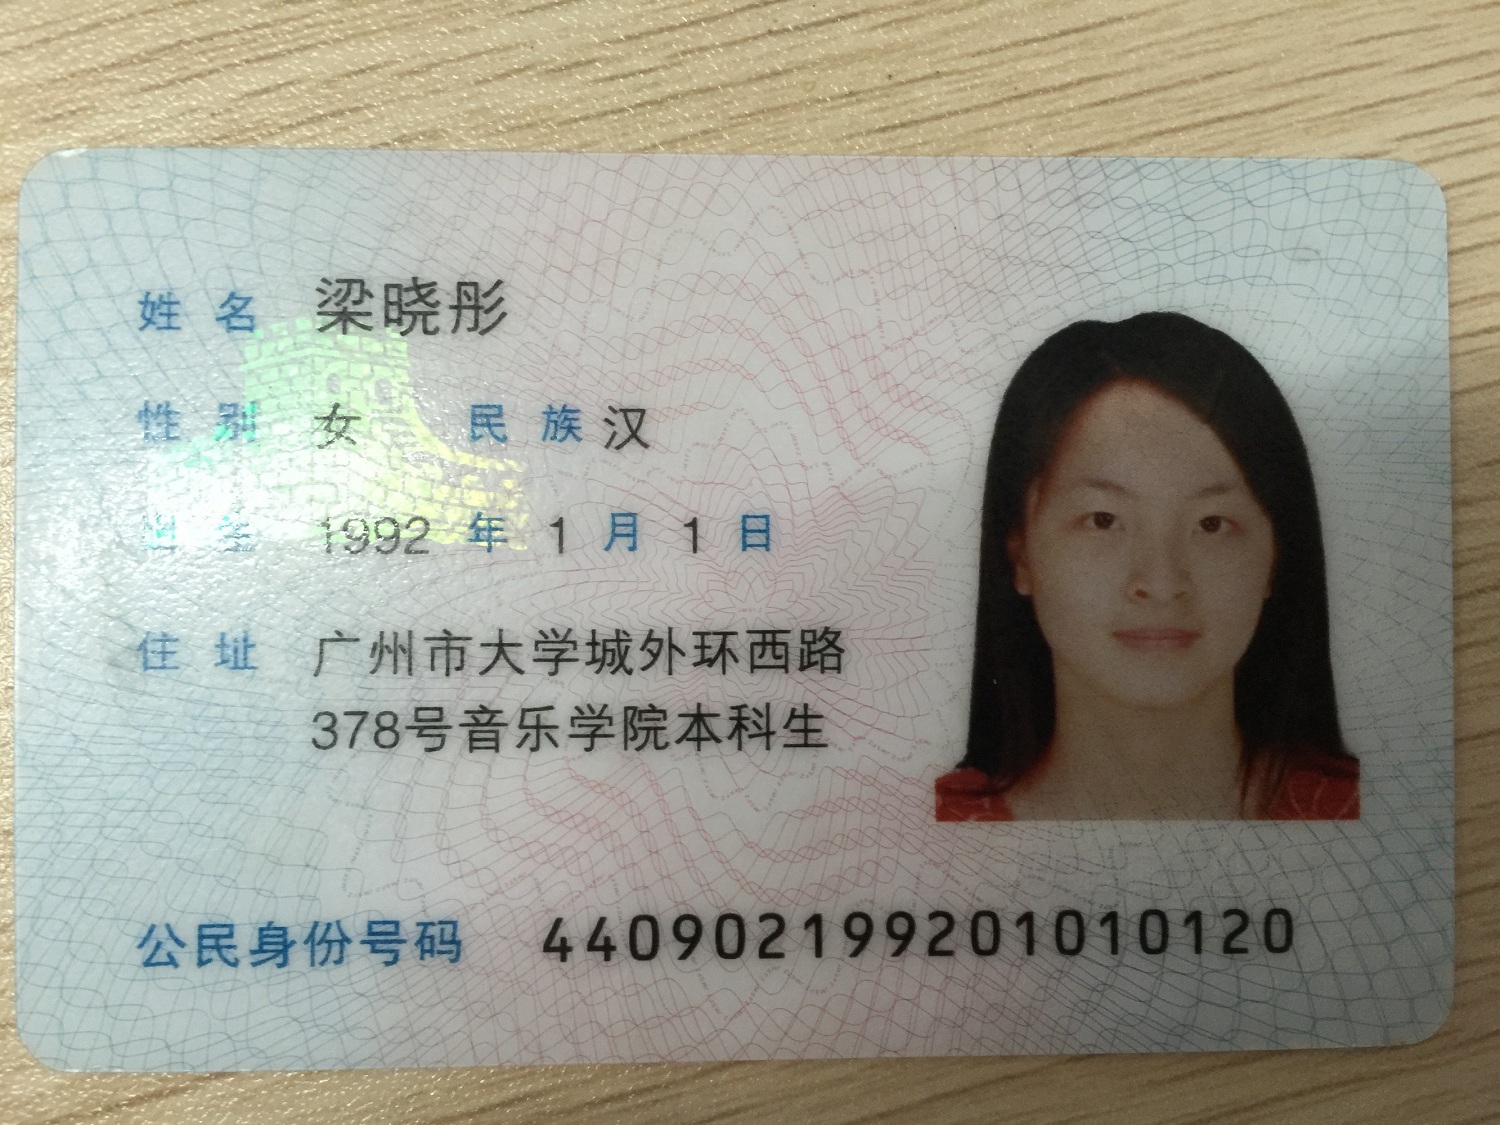 姓名 梁晓彤
性别 女 民族 汉
出生 1992 年 1 月 1 日
住址 广州市大学城外环西路
378号音乐学院本科生
公民身份号码 440902199201010120